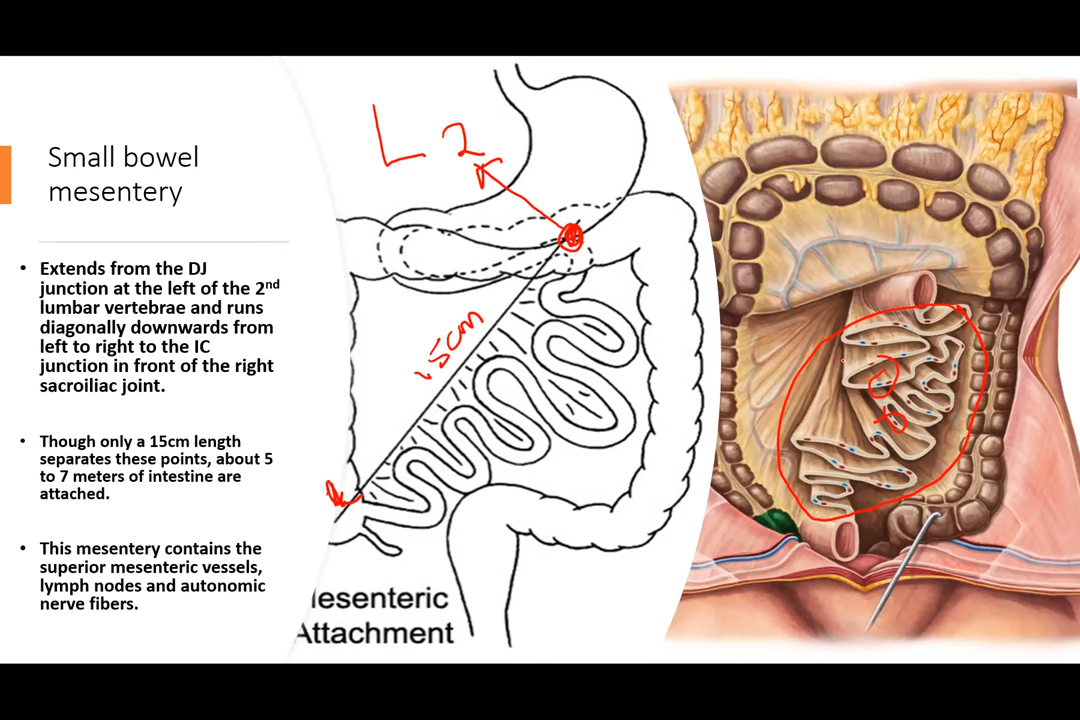 Small bowel
mesentery
• Extends from the DJ
junction at the left of the 2nd
lumbar vertebrae and runs
diagonally downwards from
left to right to the IC
junction in front of the right
sacroiliac joint.
• Though only a 15cm length
separates these points, about 5
to 7 meters of intestine are
attached.
• This mesentery contains the
superior mesenteric vessels,
lymph nodes and autonomic
nerve fibers.
L 2
15cm
lesenteric
Attachment